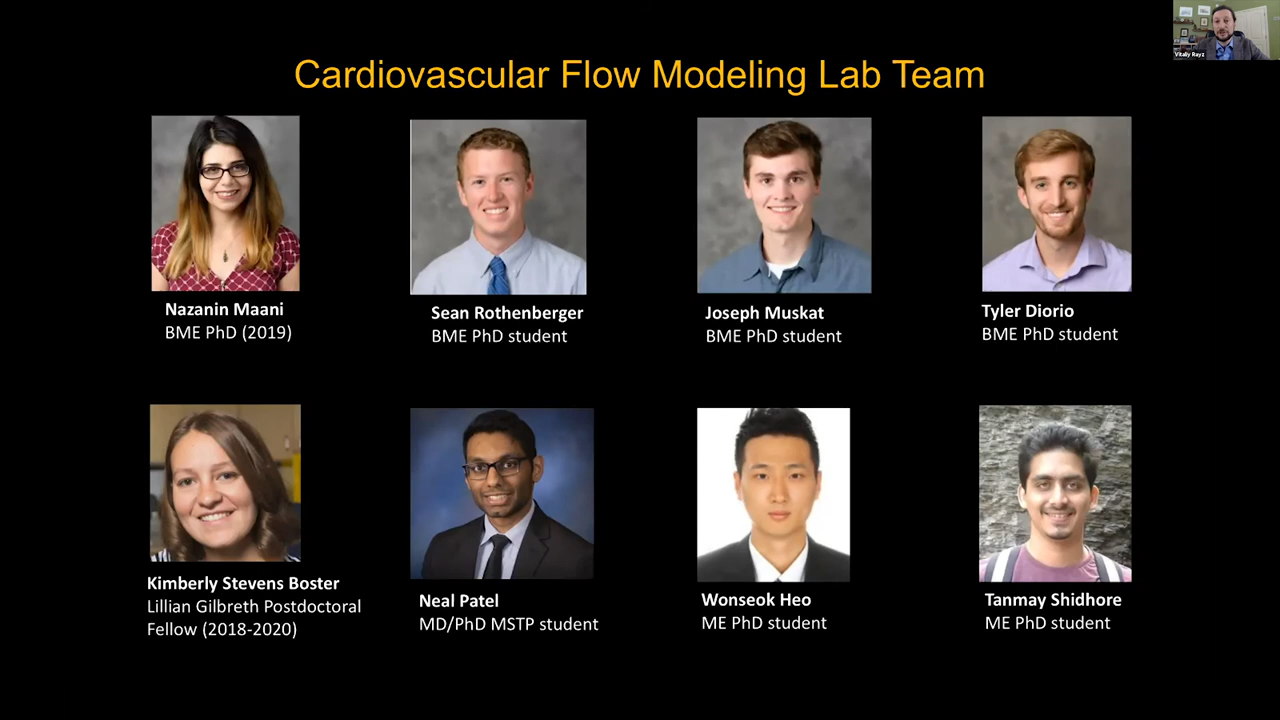 Vitaliy Rayz
Cardiovascular Flow Modeling Lab Team
Nazanin Maani
BME PhD (2019)
Sean Rothenberger
BME PhD student
Joseph Muskat
BME PhD student
Tyler Diorio
BME PhD student
Kimberly Stevens Boster
Lillian Gilbreth Postdoctoral
Fellow (2018-2020)
Neal Patel
MD/PhD MSTP student
Wonseok Heo
ME PhD student
Tanmay Shidhore
ME PhD student